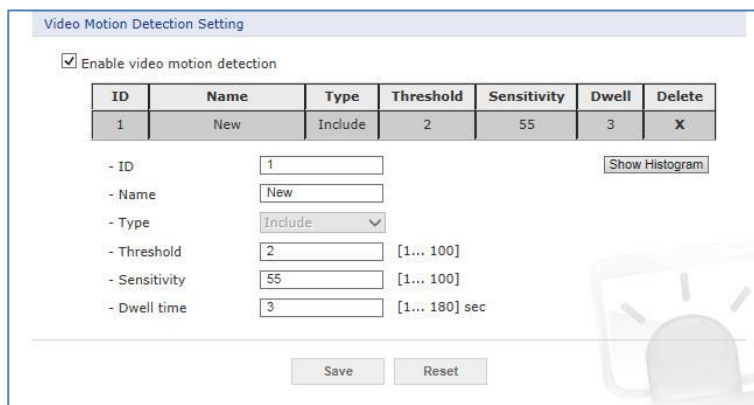 Video Motion Detection Setting
Enable video motion detection
ID Name Type Threshold Sensitivity Dwell Delete
1 New Include 2 55 3 X
- ID 1 Show Histogram
- Name New
- Type Include
- Threshold 2 [1... 100]
- Sensitivity 55 [1... 100]
- Dwell time 3 [1... 180] sec
Save Reset